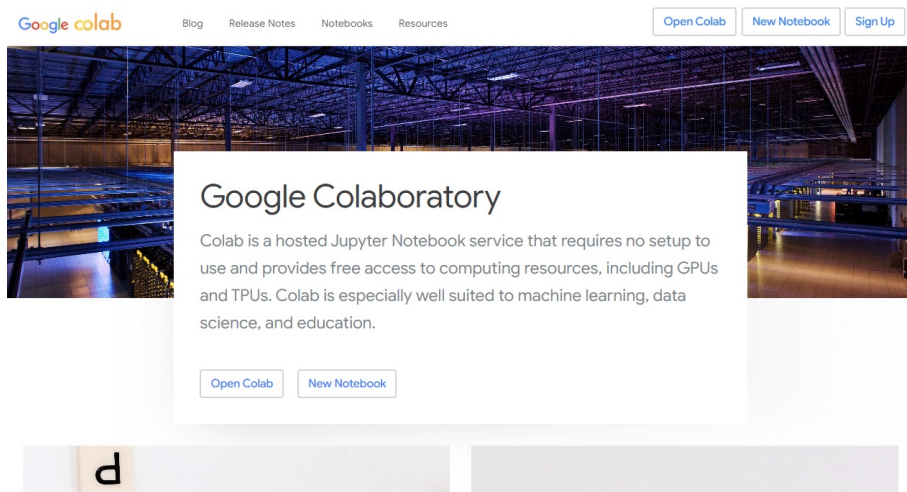 Google colab
Blog Release Notes Notebooks Resources
Open Colab New Notebook Sign Up
Google Colaboratory
Colab is a hosted Jupyter Notebook service that requires no setup to
use and provides free access to computing resources, including GPUs
and TPUs. Colab is especially well suited to machine learning, data
science, and education.
Open Colab New Notebook
d